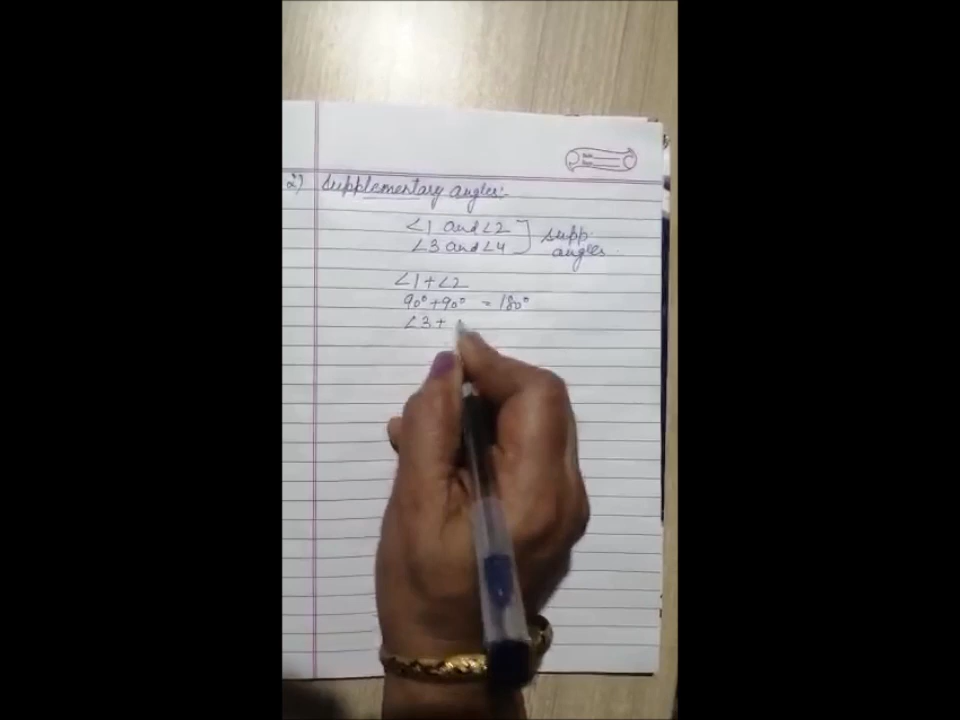 2) Supplementary angles:-
∠1 and ∠2
∠3 and ∠4
supp.
angles.
∠1+∠2
90°+90° = 180°
∠3+